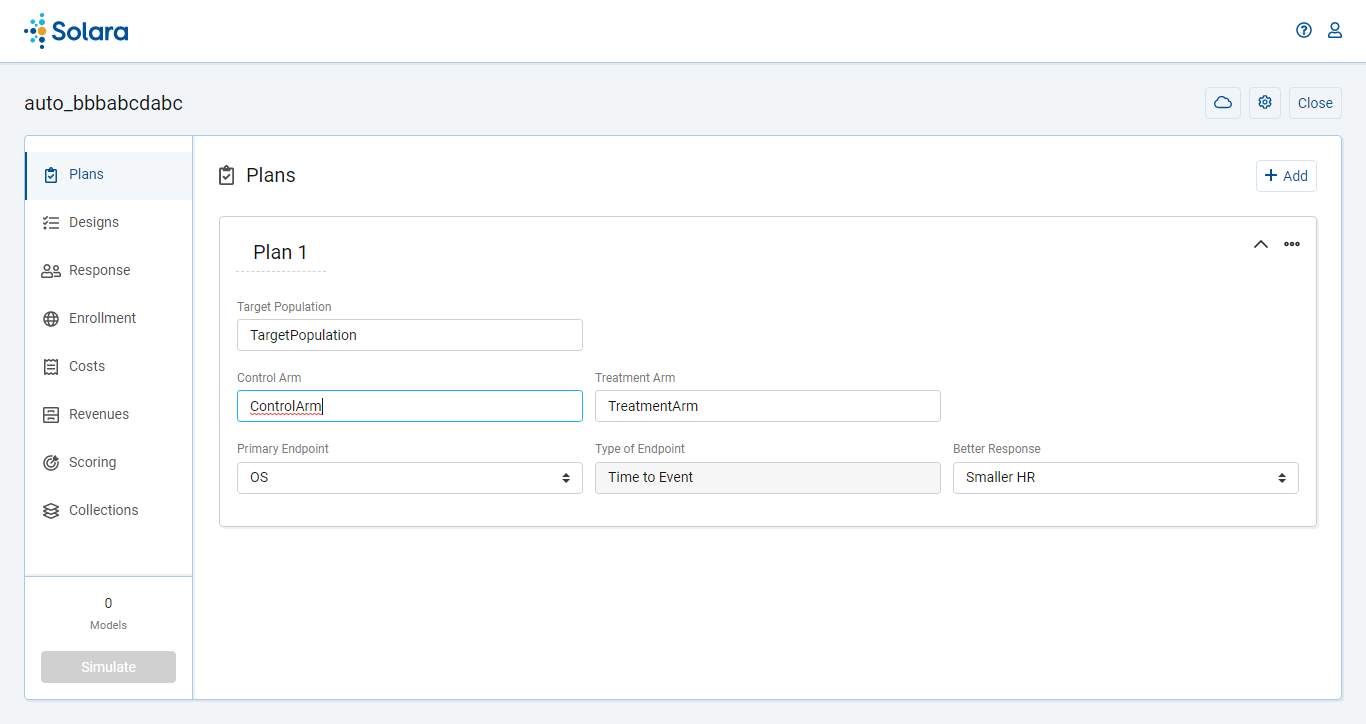 Solara
auto_bbbabcdabc
Close
Plans
Designs
Response
Enrollment
Costs
Revenues
Scoring
Collections
0
Models
Simulate
Plans
Add
Plan 1
Target Population
TargetPopulation
Control Arm
Treatment Arm
ControlArm
TreatmentArm
Primary Endpoint
Type of Endpoint
Better Response
OS
Time to Event
Smaller HR